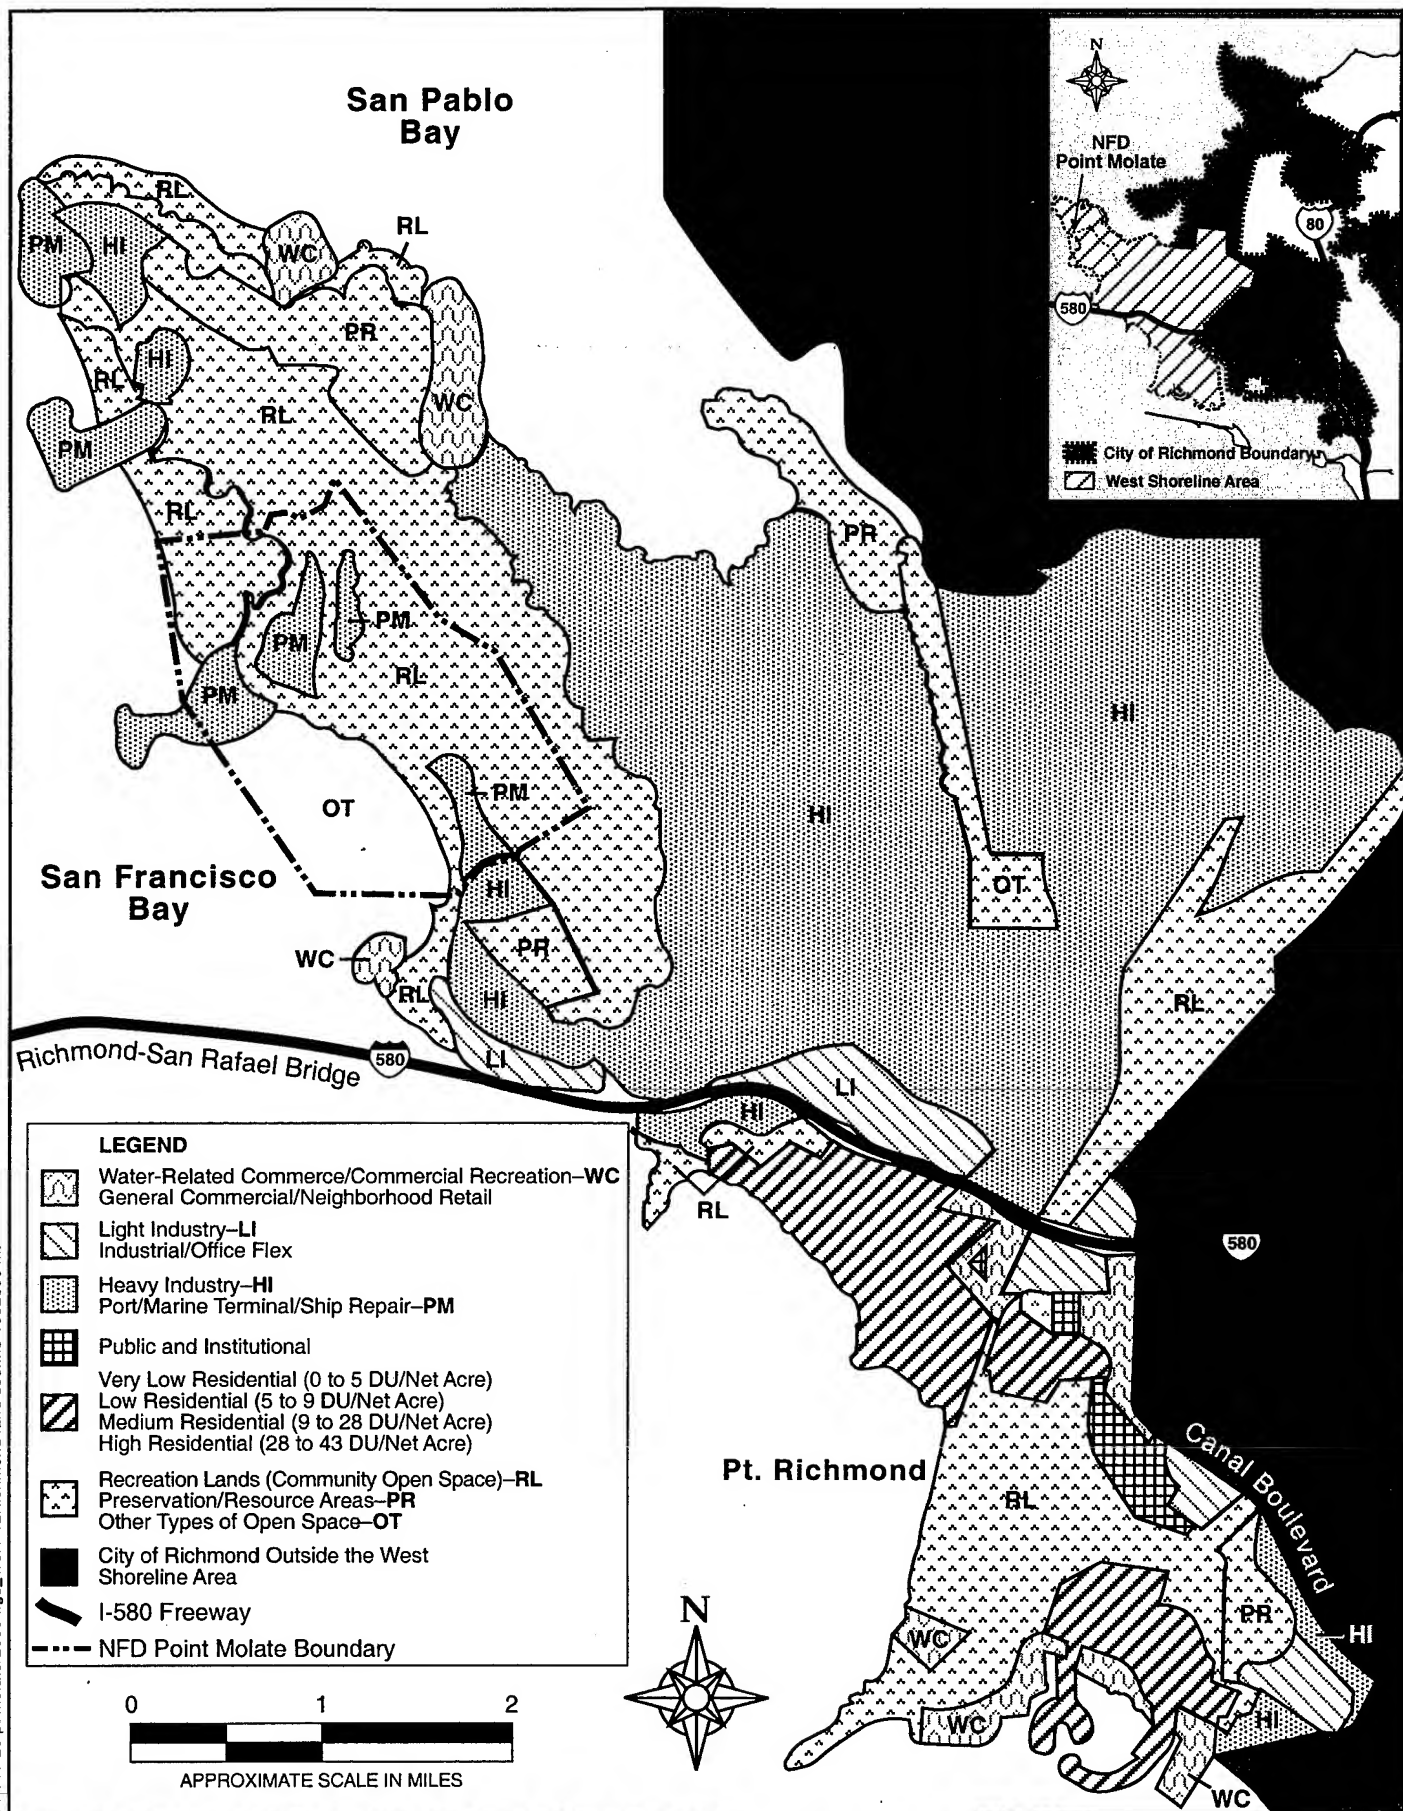 San Pablo
Bay
N
NFD
Point Molate
80
580
City of Richmond Boundary
West Shoreline Area
RL
RL
PM
HI
WC
PR
HI
RL
WC
RL
PM
RL
PR
PM
PM
RL
PM
HI
PM
OT
HI
San Francisco
Bay
HI
OT
PR
WC
RL
HI
RL
LI
580
Richmond-San Rafael Bridge
LI
HI
RL
580
LEGEND
Water-Related Commerce/Commercial Recreation–WC
General Commercial/Neighborhood Retail
Light Industry–LI
Industrial/Office Flex
Heavy Industry–HI
Port/Marine Terminal/Ship Repair–PM
Public and Institutional
Very Low Residential (0 to 5 DU/Net Acre)
Low Residential (5 to 9 DU/Net Acre)
Medium Residential (9 to 28 DU/Net Acre)
High Residential (28 to 43 DU/Net Acre)
Recreation Lands (Community Open Space)–RL
Preservation/Resource Areas–PR
Other Types of Open Space–OT
City of Richmond Outside the West
Shoreline Area
I-580 Freeway
NFD Point Molate Boundary
Pt. Richmond
Canal Boulevard
RL
PR
HI
WC
WC
HI
WC
N
0 1 2
APPROXIMATE SCALE IN MILES